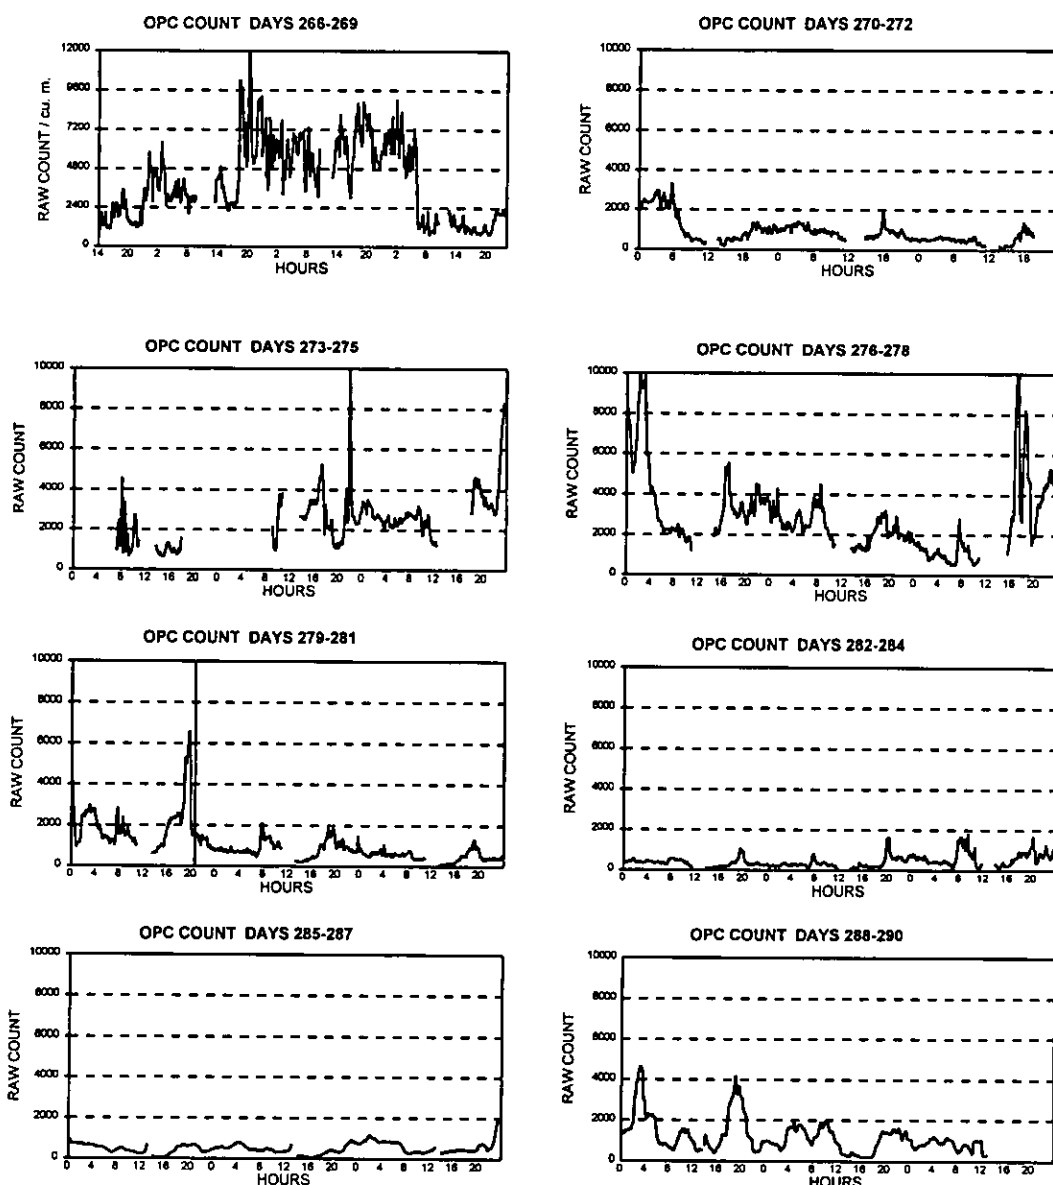 OPC COUNT DAYS 266-269
RAW COUNT / cu. m.
12000
9600
7200
4800
2400
0
14 20 2 8 14 20 2 8 14 20 2 8 14 20
HOURS
OPC COUNT DAYS 270-272
RAW COUNT
10000
8000
6000
4000
2000
0
0 6 12 18 0 6 12 18 0 6 12 18
HOURS
OPC COUNT DAYS 273-275
RAW COUNT
10000
8000
6000
4000
2000
0
0 4 8 12 16 20 0 4 8 12 16 20 0 4 8 12 16 20
HOURS
OPC COUNT DAYS 276-278
RAW COUNT
10000
8000
6000
4000
2000
0
0 4 8 12 16 20 0 4 8 12 16 20 0 4 8 12 16 20
HOURS
OPC COUNT DAYS 279-281
RAW COUNT
10000
8000
6000
4000
2000
0
0 4 8 12 16 20 0 4 8 12 16 20 0 4 8 12 16 20
HOURS
OPC COUNT DAYS 282-284
RAW COUNT
10000
8000
6000
4000
2000
0
0 4 8 12 16 20 0 4 8 12 16 20 0 4 8 12 16 20
HOURS
OPC COUNT DAYS 285-287
RAW COUNT
10000
8000
6000
4000
2000
0
0 4 8 12 16 20 0 4 8 12 16 20 0 4 8 12 16 20
HOURS
OPC COUNT DAYS 288-290
RAW COUNT
10000
8000
6000
4000
2000
0
0 4 8 12 16 20 0 4 8 12 16 20 0 4 8 12 16 20
HOURS